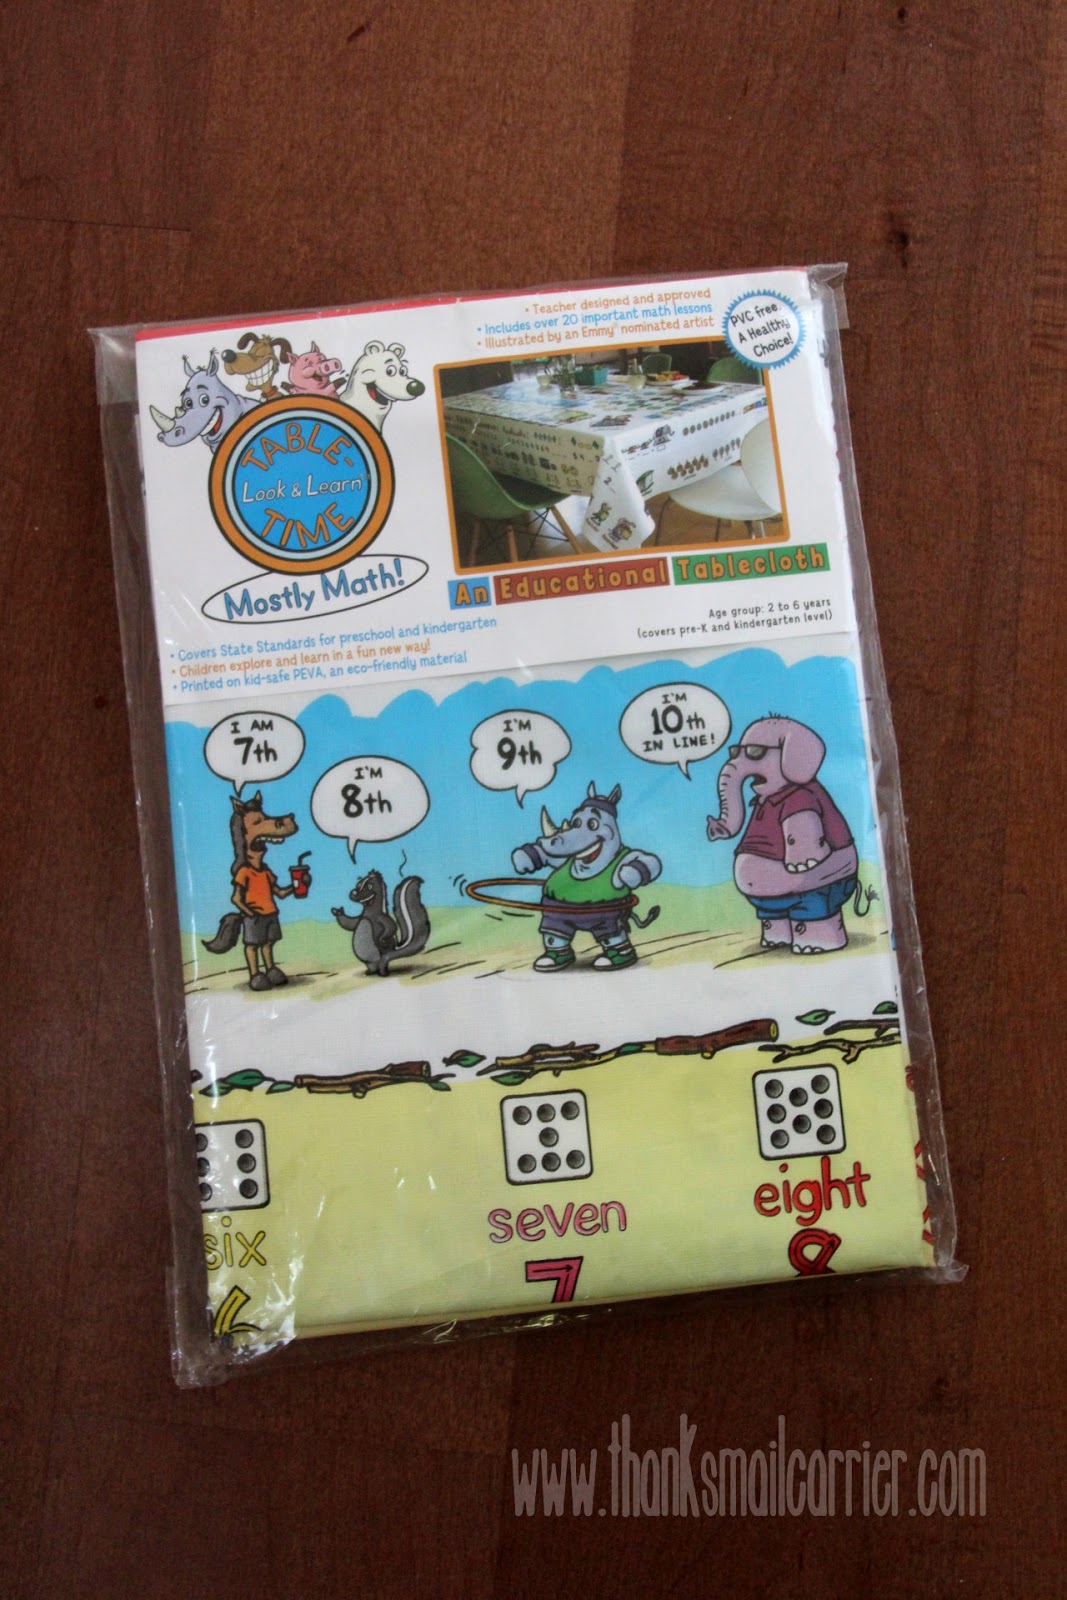 • Teacher designed and approved
• Includes over 20 important math lessons
• Illustrated by an Emmy® nominated artist
PVC free.
A Healthy
Choice!
TABLE-
Look & Learn
TIME
Mostly Math!
An Educational Tablecloth
Age group: 2 to 6 years
(covers pre-K and kindergarten level)
• Covers State Standards for preschool and kindergarten
• Children explore and learn in a fun new way!
• Printed on kid-safe PEVA, an eco-friendly material
I AM
7th
I'M
8th
I'M
9th
I'M
10th
IN LINE!
six
seven
eight
6
7
8
www.thanksmailcarrier.com